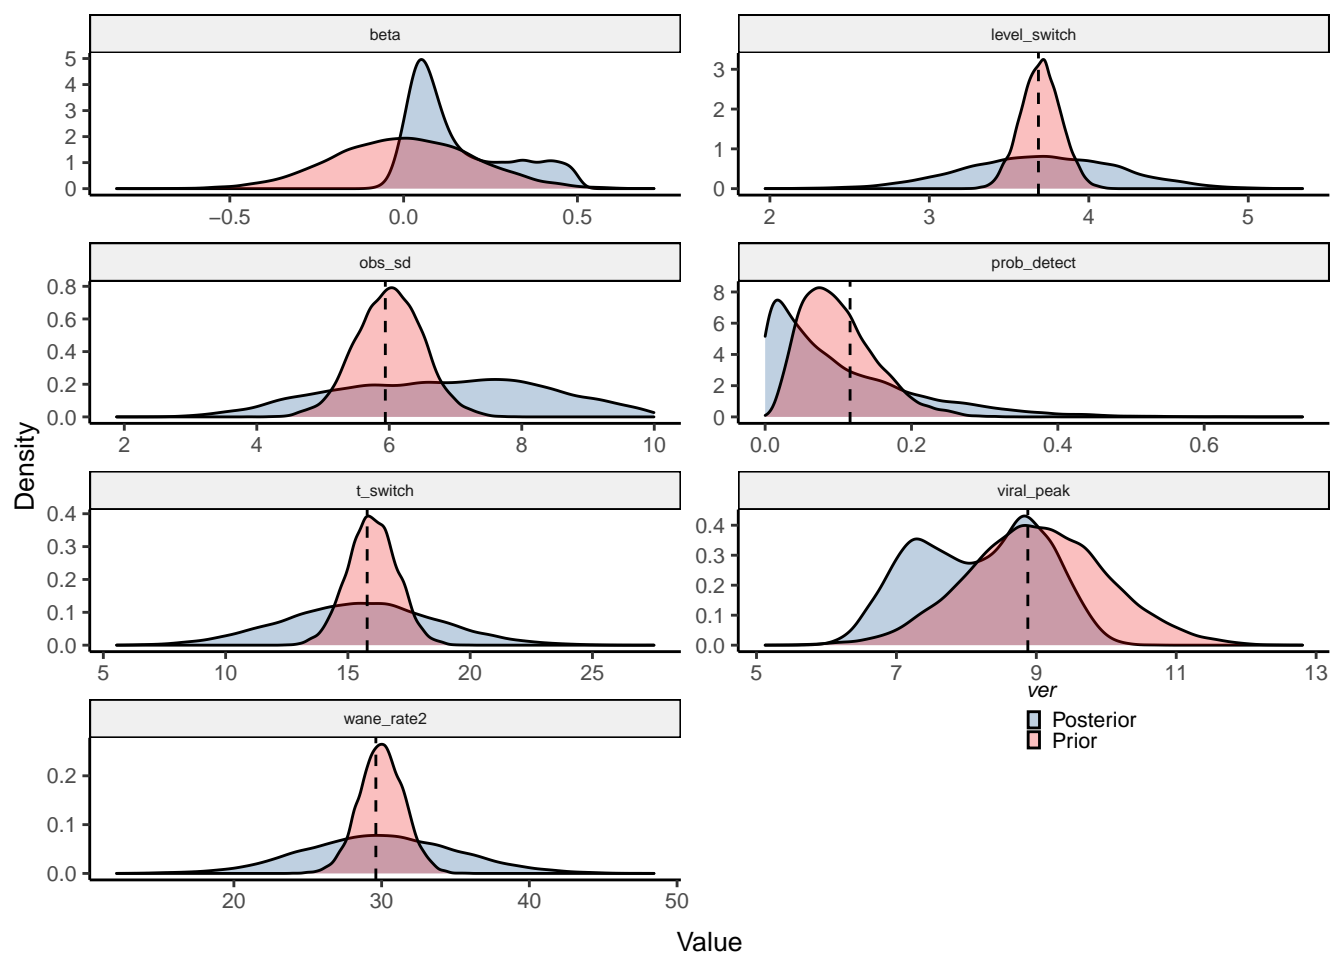 beta
5
4
3
2
1
0
−0.5 0.0 0.5
level_switch
3
2
1
0
2 3 4 5
obs_sd
0.8
0.6
0.4
0.2
0.0
2 4 6 8 10
prob_detect
8
6
4
2
0
0.0 0.2 0.4 0.6
Density
t_switch
0.4
0.3
0.2
0.1
0.0
5 10 15 20 25
viral_peak
0.4
0.3
0.2
0.1
0.0
5 7 9 11 13
wane_rate2
0.2
0.1
0.0
20 30 40 50
ver
Posterior
Prior
Value